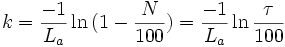 k = \frac{-1}{L_a} \ln (1 - \frac{N}{100}) = \frac{-1}{L_a} \ln \frac{\tau}{100}